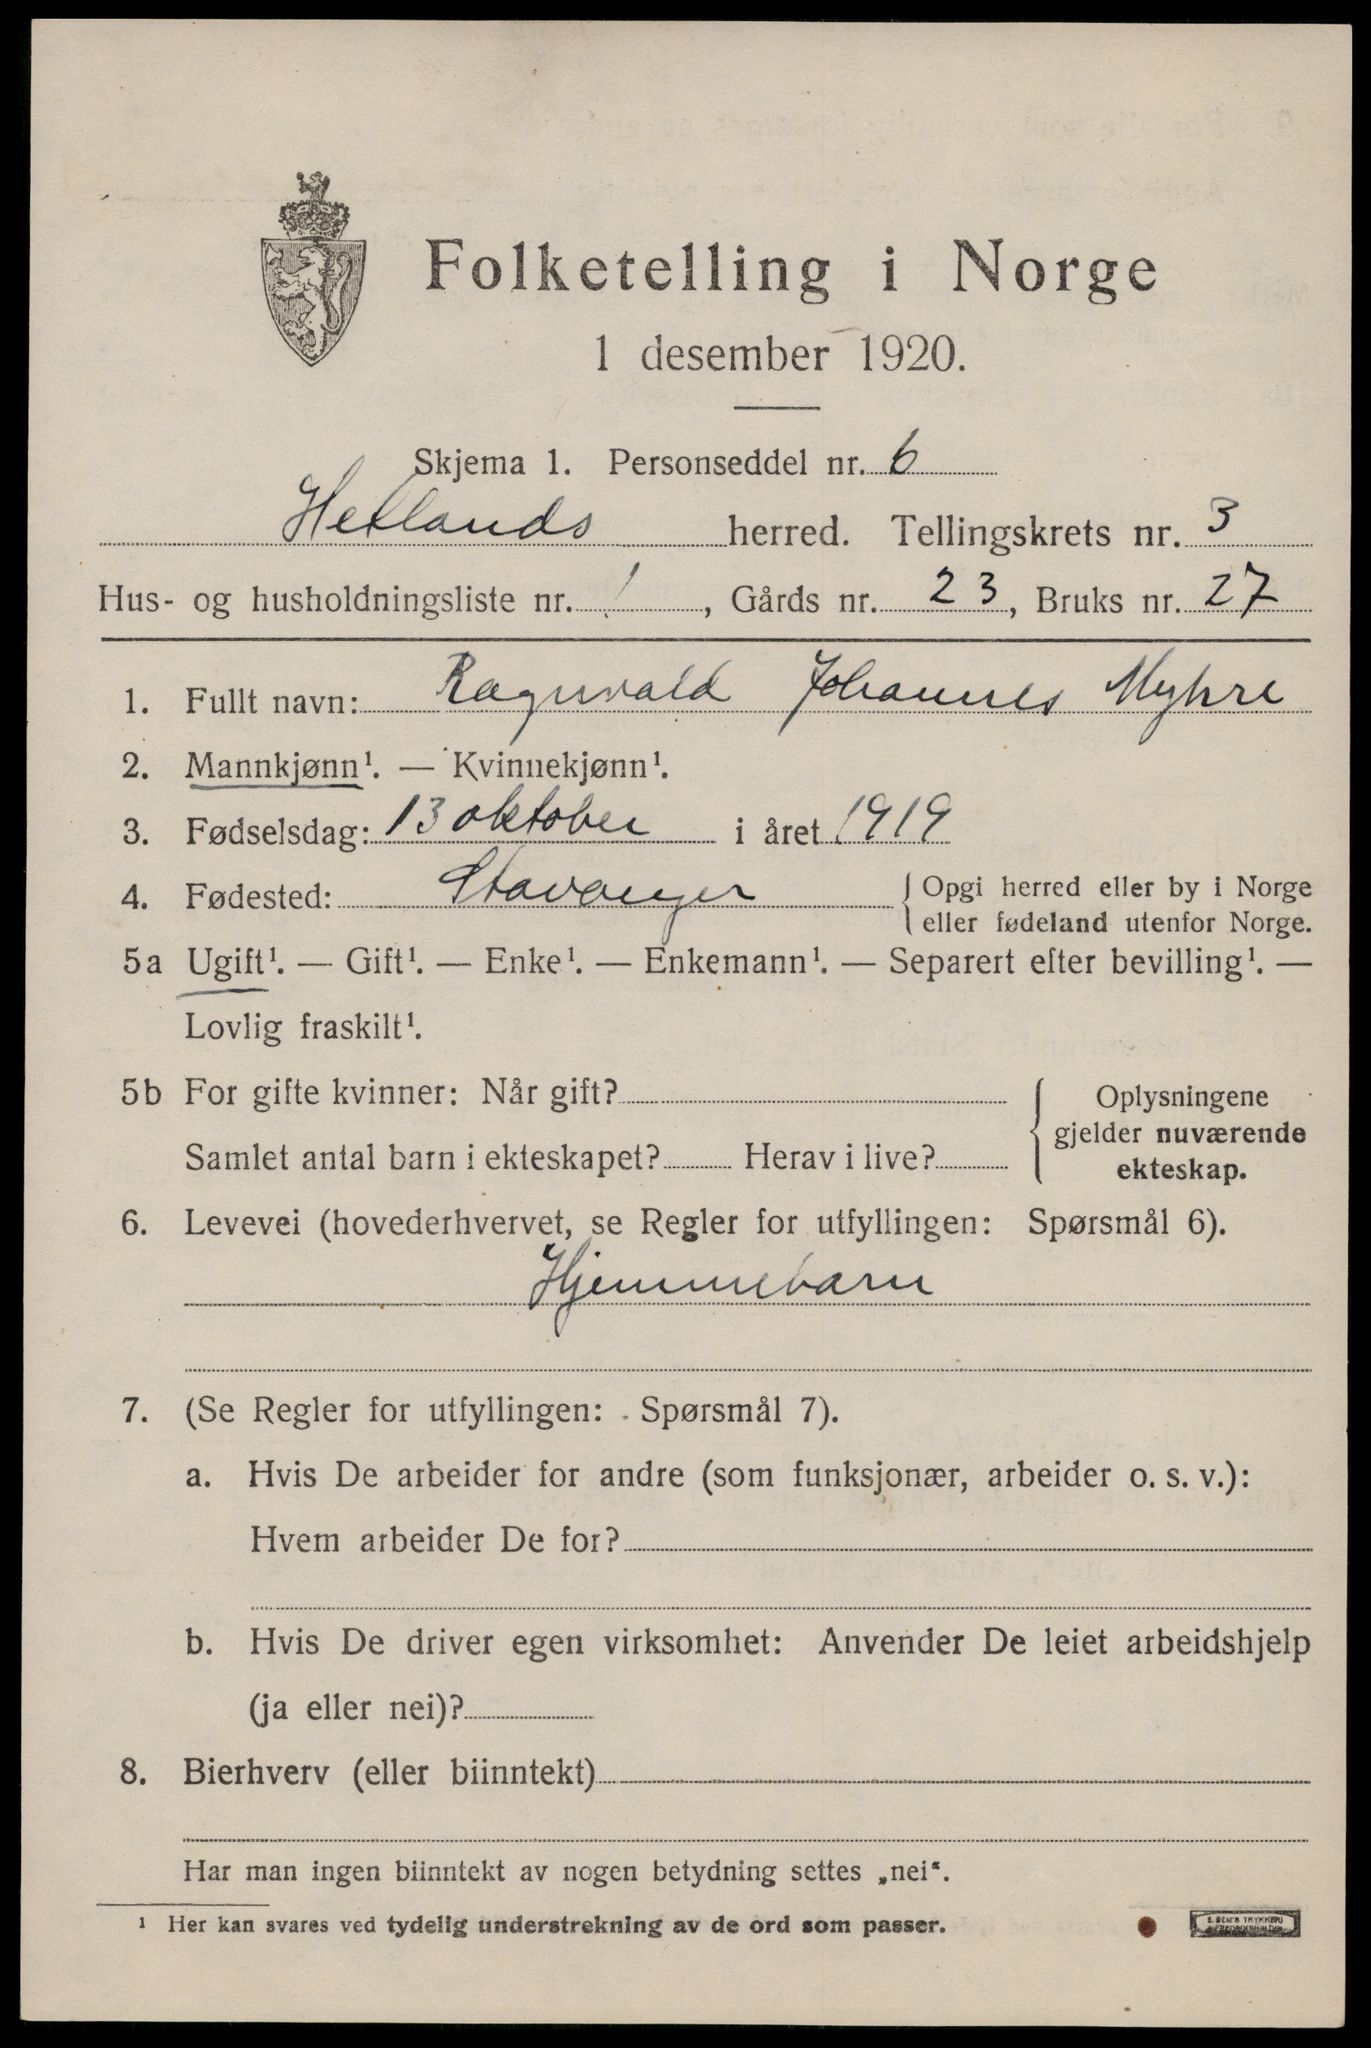 Folketelling i Norge
1 desember 1920.
Skjema 1. Personseddel nr. 6
Hetlands herred. Tellingskrets nr. 3
Hus- og husholdningsliste nr. 1, Gårds nr. 23, Bruks nr. 27
1. Fullt navn: Ragnvald Johannes Myhre
2. Mannkjønn¹. — Kvinnekjønn¹.
3. Fødselsdag: 13 oktober i året 1919
4. Fødested: Stavanger { Opgi herred eller by i Norge
eller fødeland utenfor Norge.
5a Ugift¹. — Gift¹. — Enke¹. — Enkemann¹. — Separert efter bevilling¹. —
Lovlig fraskilt¹.
5b For gifte kvinner: Når gift? { Oplysningene
gjelder nuværende
Samlet antal barn i ekteskapet? Herav i live?
ekteskap.
6. Levevei (hovederhvervet, se Regler for utfyllingen: Spørsmål 6).
Hjemmebarn
7. (Se Regler for utfyllingen: Spørsmål 7).
a. Hvis De arbeider for andre (som funksjonær, arbeider o. s. v.):
Hvem arbeider De for?
b. Hvis De driver egen virksomhet: Anvender De leiet arbeidshjelp
(ja eller nei)?
8. Bierhverv (eller biinntekt)
Har man ingen biinntekt av nogen betydning settes „nei“.
¹ Her kan svares ved tydelig understrekning av de ord som passer.
E. SEM'S TRYKKERI
FREDRIKSHALD